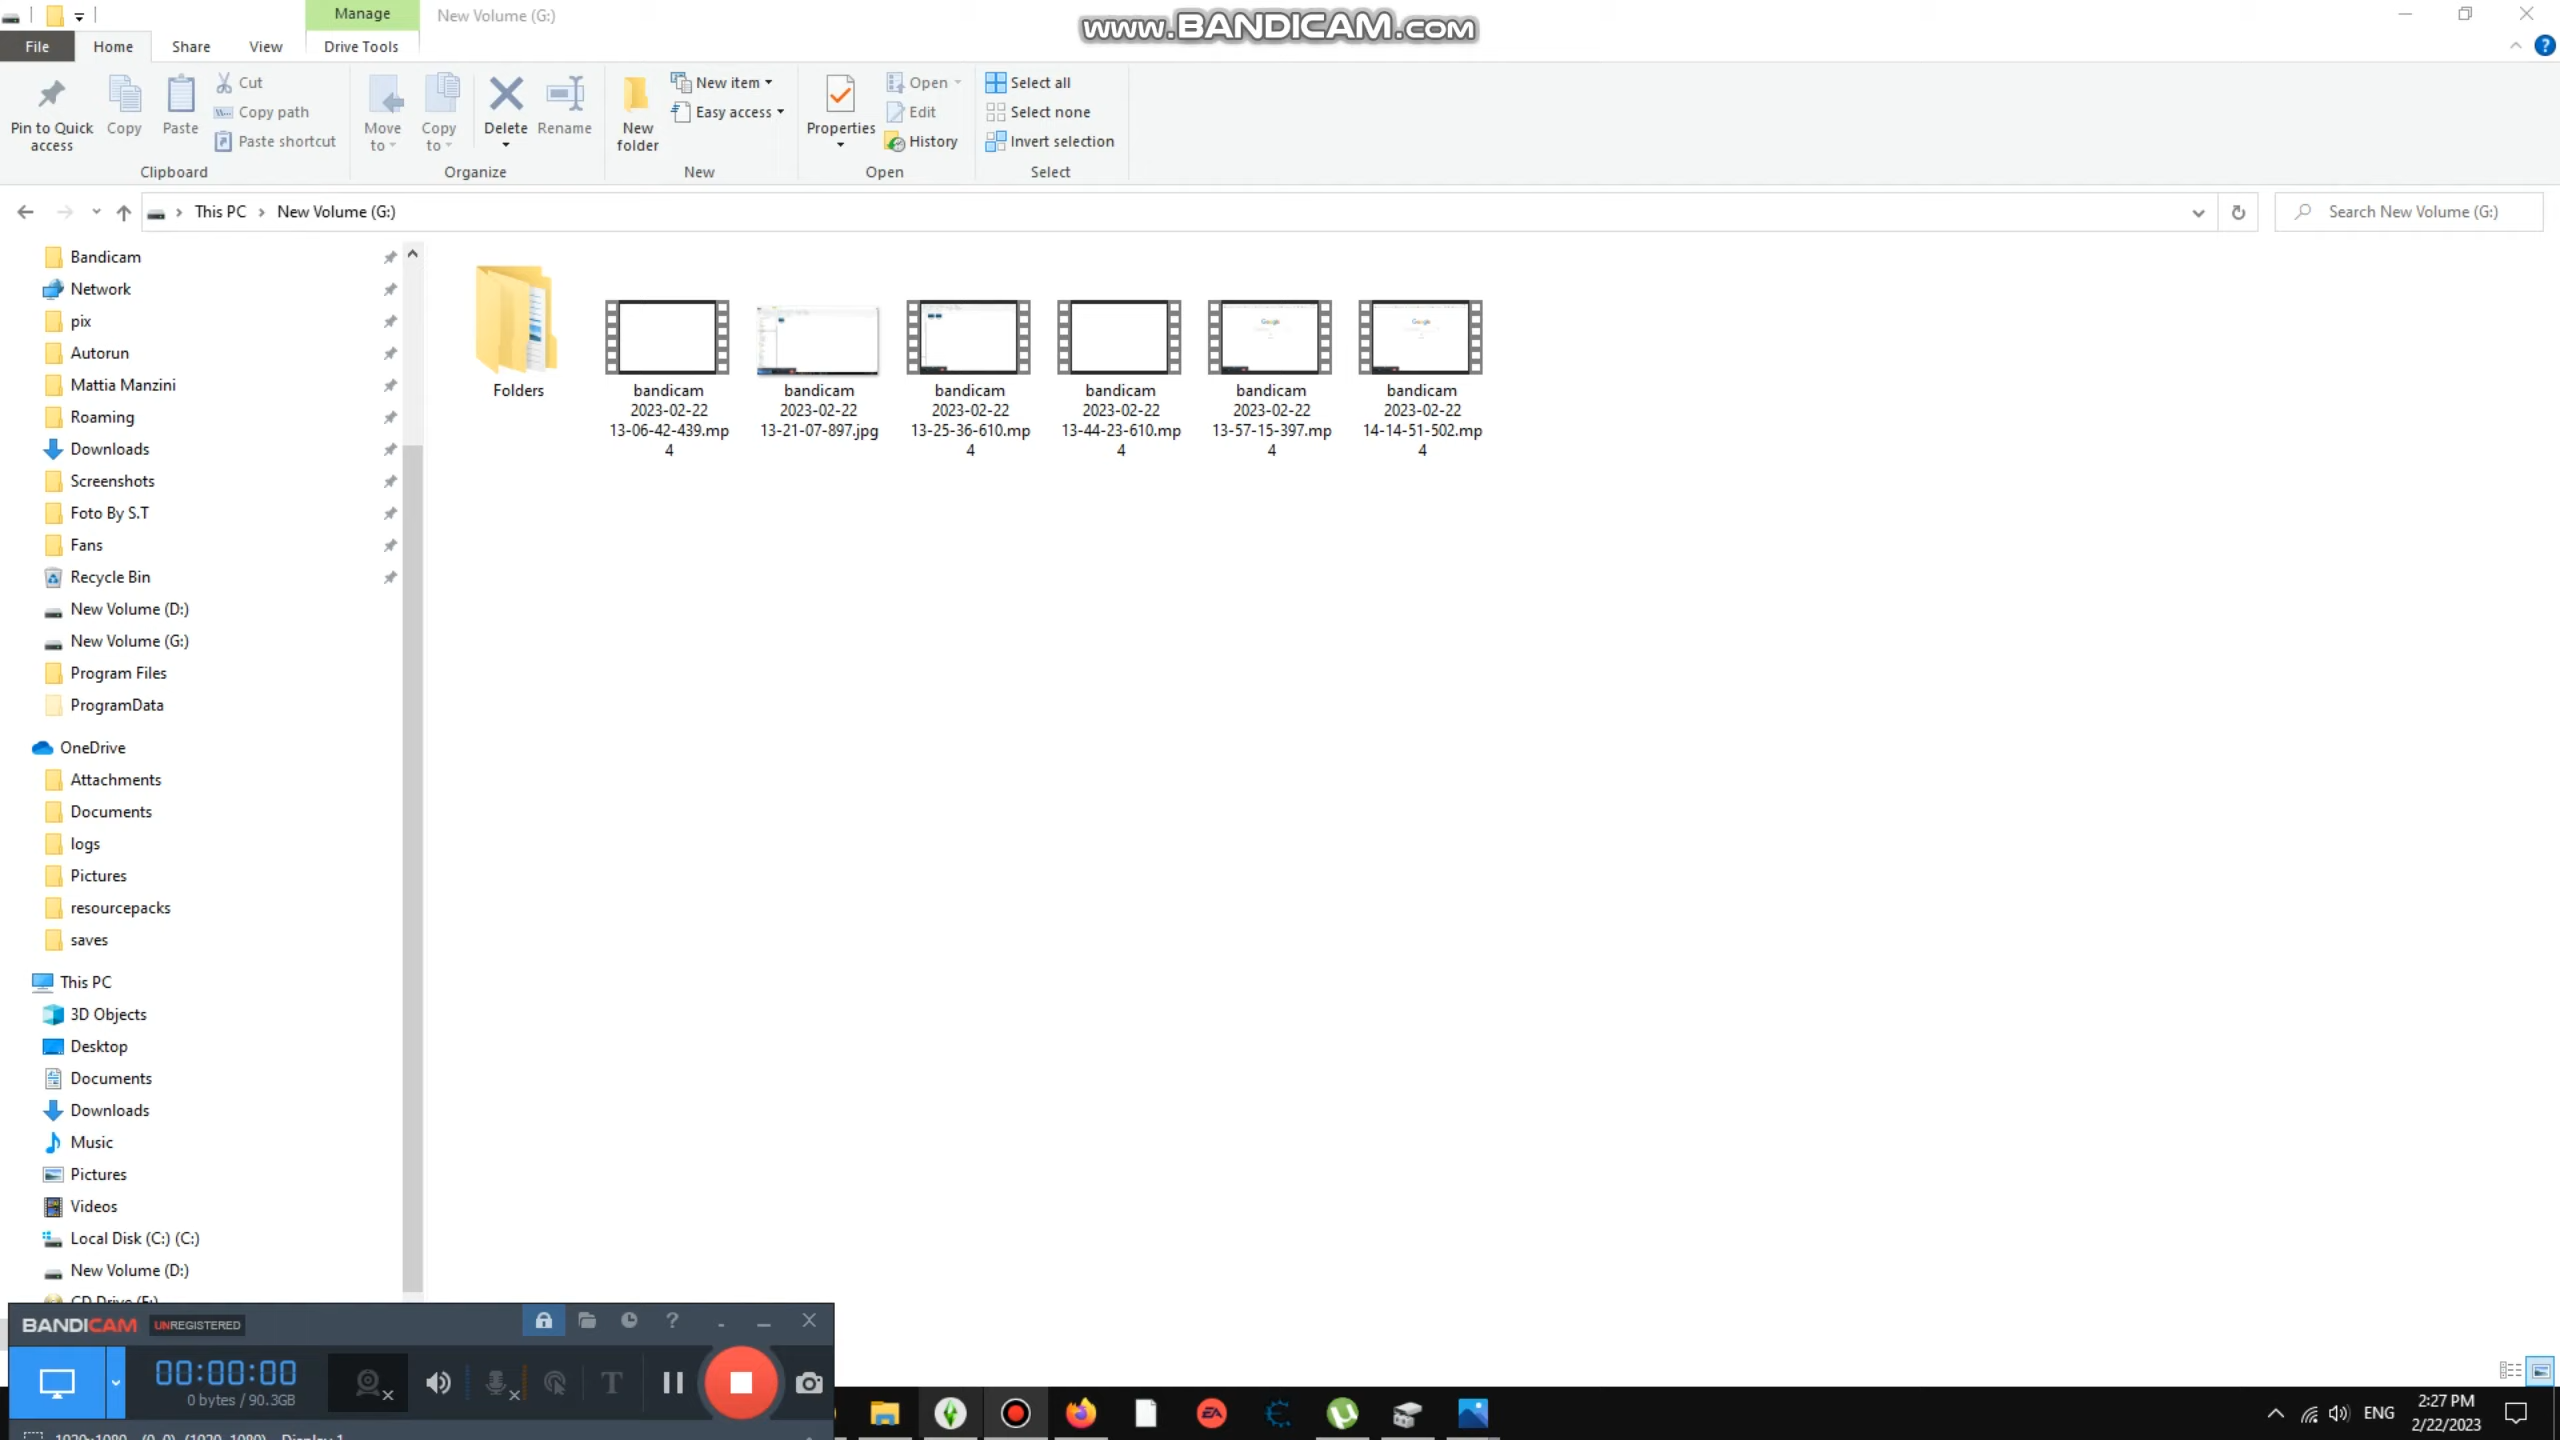 Manage
New Volume (G:)
www.BANDICAM.com
File
Home
Share
View
Drive Tools
Pin to Quick access
Copy
Paste
Cut
Copy path
Paste shortcut
Clipboard
Move to
Copy to
Delete
Rename
Organize
New folder
New item
Easy access
New
Properties
Open
Edit
History
Open
Select all
Select none
Invert selection
Select
This PC
New Volume (G:)
Search New Volume (G:)
Bandicam
Network
pix
Autorun
Mattia Manzini
Roaming
Downloads
Screenshots
Foto By S.T
Fans
Recycle Bin
New Volume (D:)
New Volume (G:)
Program Files
ProgramData
OneDrive
Attachments
Documents
logs
Pictures
resourcepacks
saves
This PC
3D Objects
Desktop
Documents
Downloads
Music
Pictures
Videos
Local Disk (C:) (C:)
New Volume (D:)
CD Drive (F:)
Folders
bandicam
2023-02-22
13-06-42-439.mp
4
bandicam
2023-02-22
13-21-07-897.jpg
bandicam
2023-02-22
13-25-36-610.mp
4
bandicam
2023-02-22
13-44-23-610.mp
4
bandicam
2023-02-22
13-57-15-397.mp
4
bandicam
2023-02-22
14-14-51-502.mp
4
BANDICAM UNREGISTERED
00:00:00
0 bytes / 90.3GB
1920x1080 - (0, 0), (1920, 1080) - Display 1
ENG
2:27 PM
2/22/2023